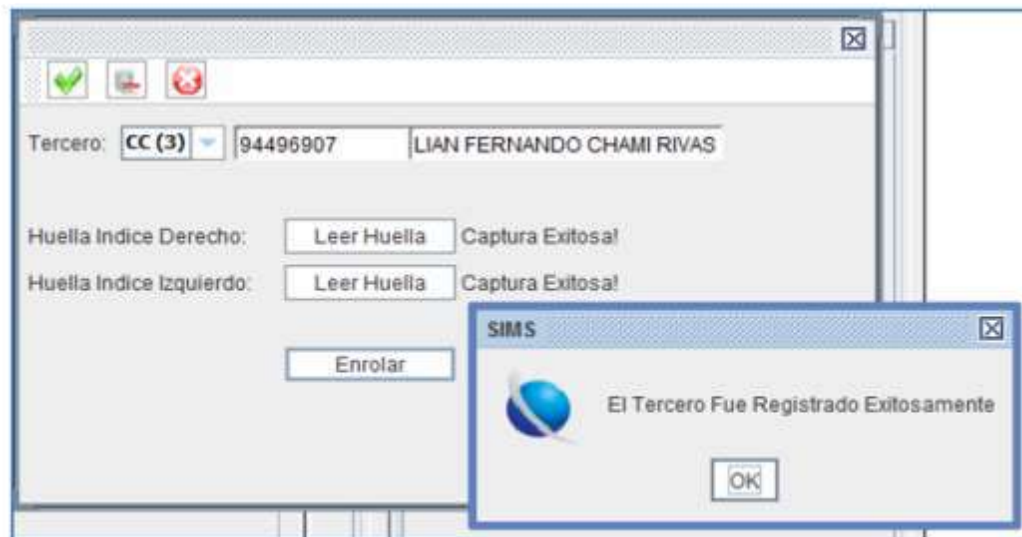 Tercero: CC (3) 94496907 LIAN FERNANDO CHAMI RIVAS
Huella Indice Derecho: Leer Huella Captura Exitosa!
Huella Indice Izquierdo: Leer Huella Captura Exitosa!
Enrolar
SIMS
El Tercero Fue Registrado Exitosamente
OK